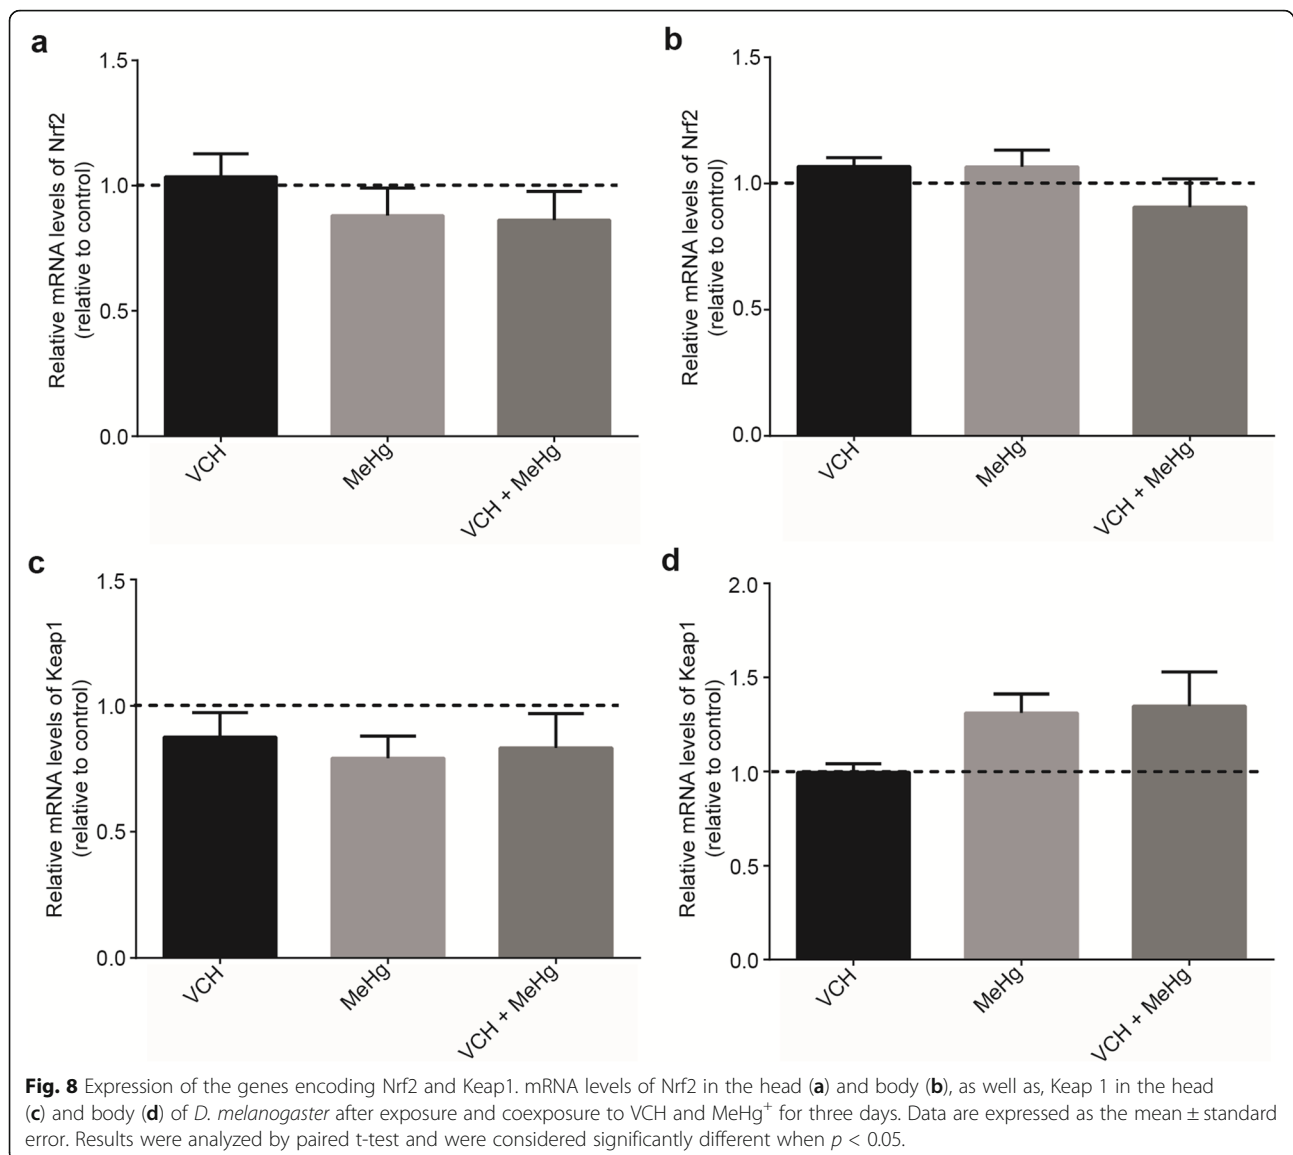 a
Relative mRNA levels of Nrf2
(relative to control)
1.5
1.0
0.5
0.0
VCH
MeHg
VCH + MeHg
b
Relative mRNA levels of Nrf2
(relative to control)
1.5
1.0
0.5
0.0
VCH
MeHg
VCH + MeHg
c
Relative mRNA levels of Keap1
(relative to control)
1.5
1.0
0.5
0.0
VCH
MeHg
VCH + MeHg
d
Relative mRNA levels of Keap1
(relative to control)
2.0
1.5
1.0
0.5
0.0
VCH
MeHg
VCH + MeHg
Fig. 8 Expression of the genes encoding Nrf2 and Keap1. mRNA levels of Nrf2 in the head (a) and body (b), as well as, Keap 1 in the head
(c) and body (d) of D. melanogaster after exposure and coexposure to VCH and MeHg⁺ for three days. Data are expressed as the mean ± standard
error. Results were analyzed by paired t-test and were considered significantly different when p < 0.05.